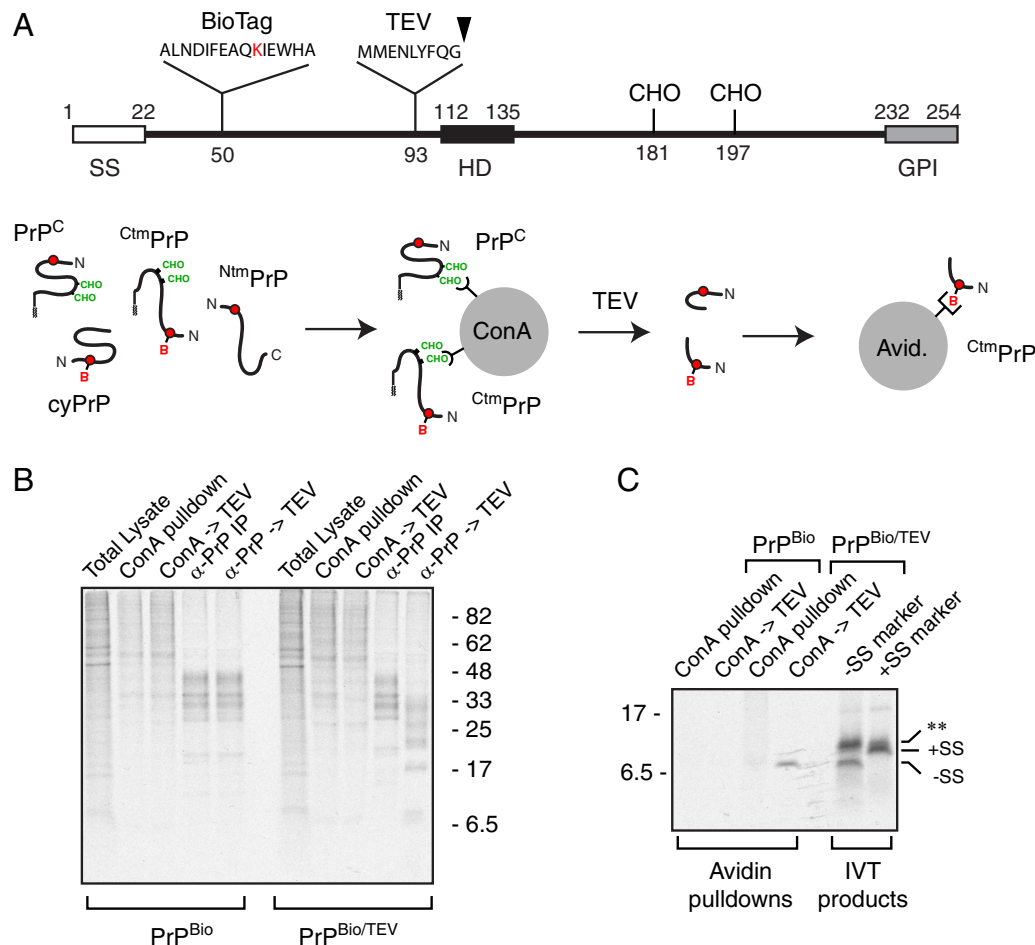 A
BioTag
TEV
ALNDIFEAQKIEWHA
MMENLYFQG
CHO
CHO
1
22
112
135
232
254
SS
50
93
HD
181
197
GPI
PrPC
CtmPrP
NtmPrP
N
CHO
CHO
CHO
CHO
N
B
N
B
C
cyPrP
PrPC
N
CHO
CHO
ConA
CHO
CHO
N
B
CtmPrP
TEV
N
N
B
Avid.
N
B
CtmPrP
B
Total Lysate
ConA pulldown
ConA -> TEV
α-PrP IP
α-PrP -> TEV
Total Lysate
ConA pulldown
ConA -> TEV
α-PrP IP
α-PrP -> TEV
- 82
- 62
- 48
- 33
- 25
- 17
- 6.5
PrPBio
PrPBio/TEV
C
PrPBio
PrPBio/TEV
ConA pulldown
ConA -> TEV
ConA pulldown
ConA -> TEV
-SS marker
+SS marker
17 -
6.5 -
**
+SS
-SS
Avidin
pulldowns
IVT
products